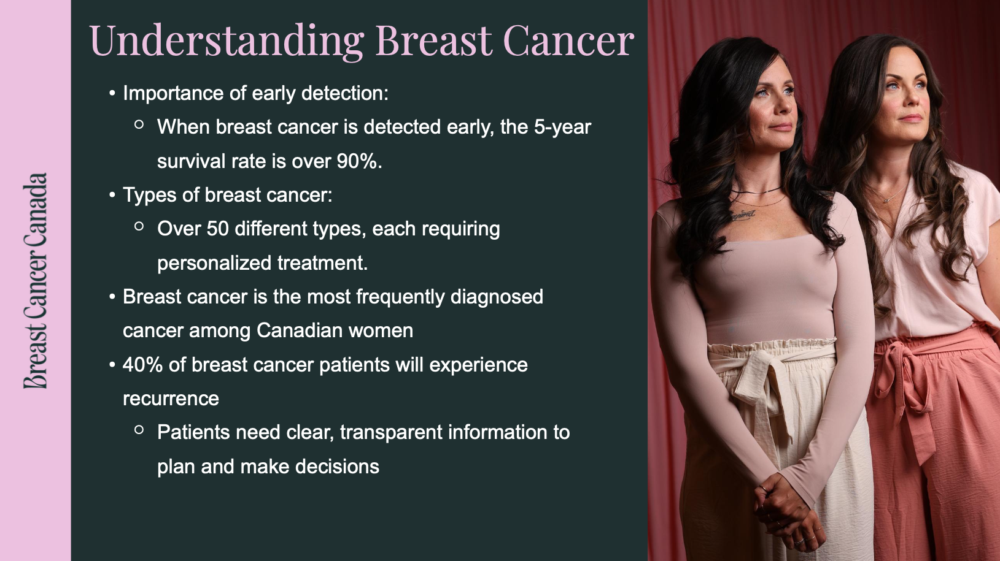 Understanding Breast Cancer
• Importance of early detection:
○ When breast cancer is detected early, the 5-year
survival rate is over 90%.
• Types of breast cancer:
○ Over 50 different types, each requiring
personalized treatment.
• Breast cancer is the most frequently diagnosed
cancer among Canadian women
• 40% of breast cancer patients will experience
recurrence
○ Patients need clear, transparent information to
plan and make decisions
Breast Cancer Canada